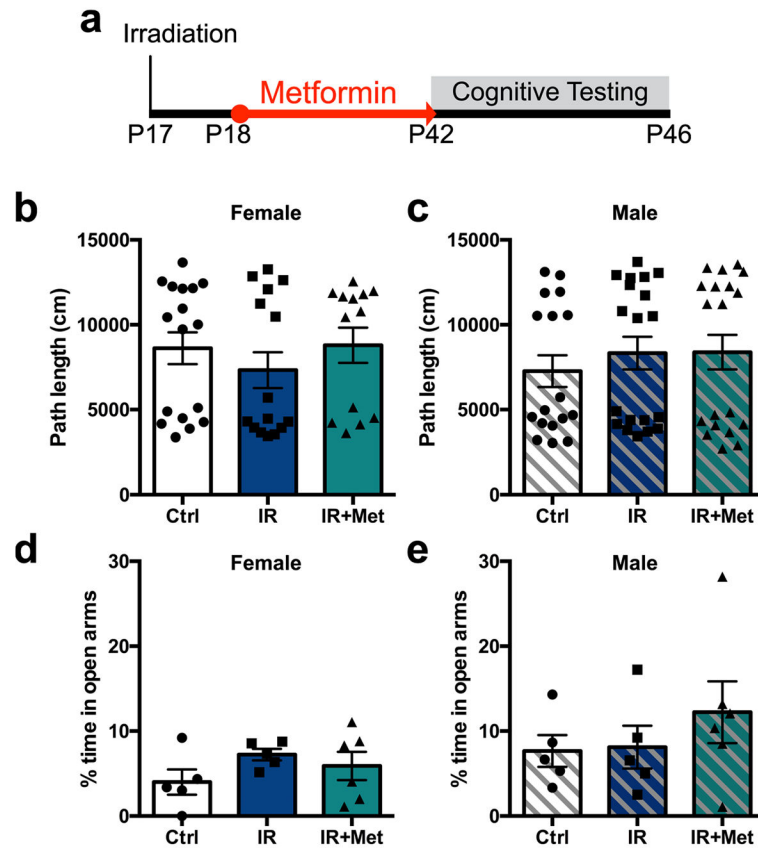 a
Irradiation
Metformin
Cognitive Testing
P17 P18 P42 P46
b Female
Path length (cm)
15000
10000
5000
0
Ctrl IR IR+Met
c Male
Path length (cm)
15000
10000
5000
0
Ctrl IR IR+Met
d Female
% time in open arms
30
20
10
0
Ctrl IR IR+Met
e Male
% time in open arms
30
20
10
0
Ctrl IR IR+Met